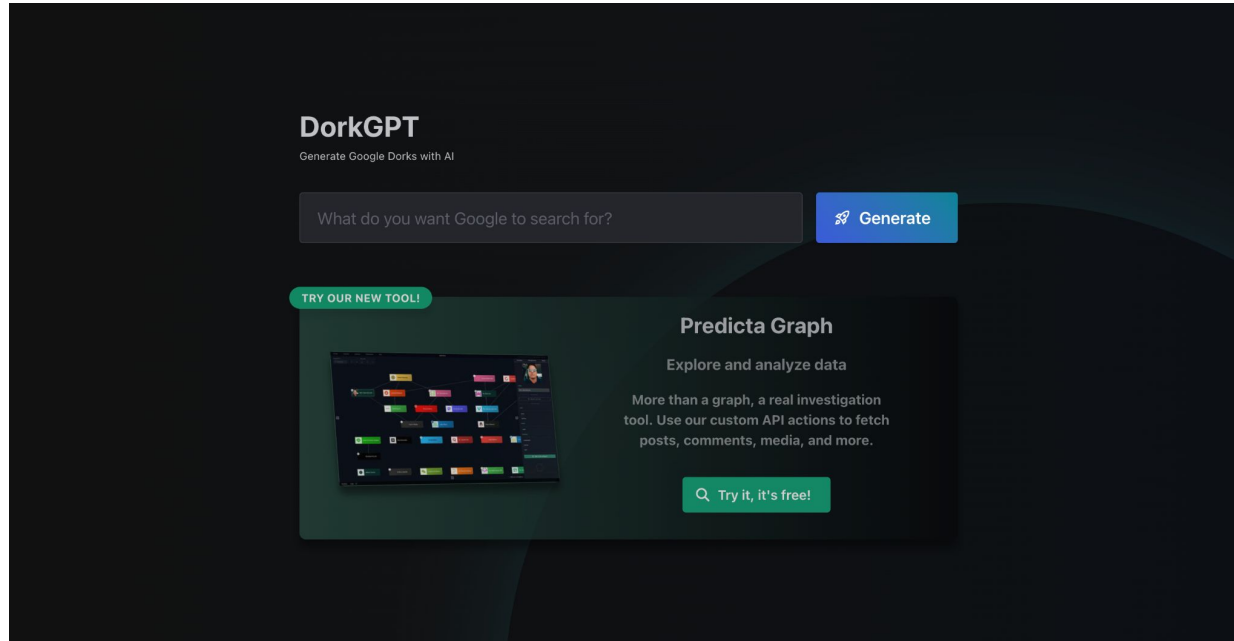 DorkGPT
Generate Google Dorks with AI
What do you want Google to search for?
Generate
TRY OUR NEW TOOL!
Predicta Graph
Explore and analyze data
More than a graph, a real investigation
tool. Use our custom API actions to fetch
posts, comments, media, and more.
Try it, it's free!